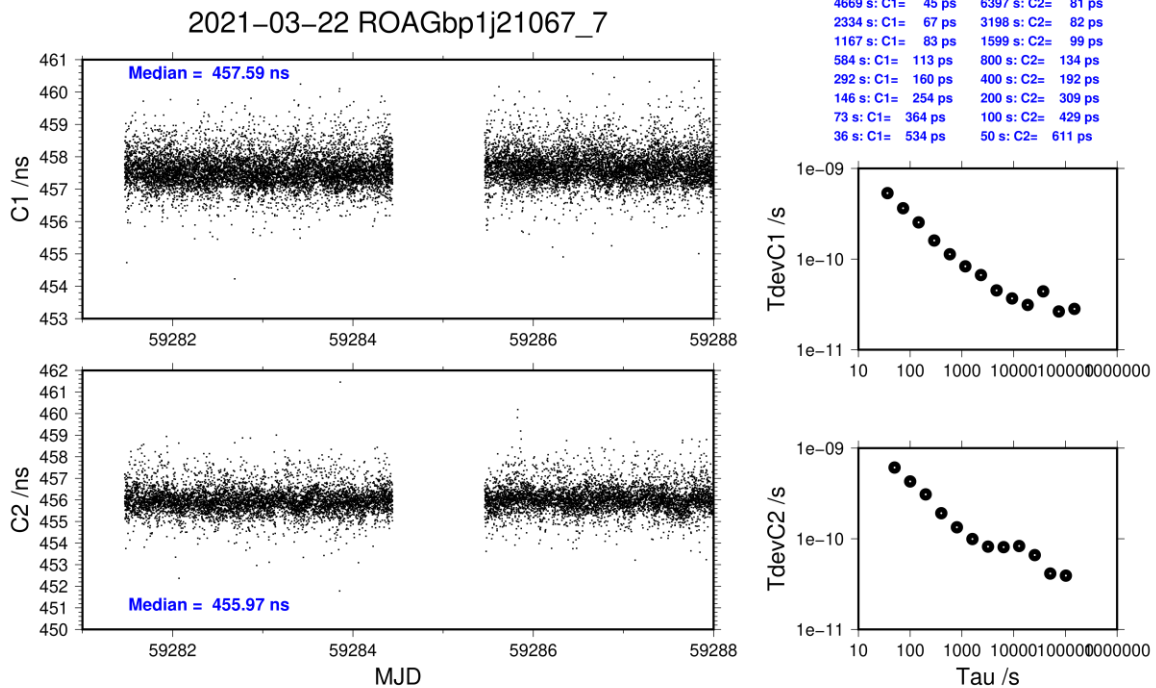 2021−03−22 ROAGbp1j21067_7
4669 s: C1= 45 ps 6397 s: C2= 81 ps
2334 s: C1= 67 ps 3198 s: C2= 82 ps
1167 s: C1= 83 ps 1599 s: C2= 99 ps
584 s: C1= 113 ps 800 s: C2= 134 ps
292 s: C1= 160 ps 400 s: C2= 192 ps
146 s: C1= 254 ps 200 s: C2= 309 ps
73 s: C1= 364 ps 100 s: C2= 429 ps
36 s: C1= 534 ps 50 s: C2= 611 ps
Median = 457.59 ns
C1 /ns
461
460
459
458
457
456
455
454
453
59282 59284 59286 59288
TdevC1 /s
1e−09
1e−10
1e−11
10 100 1000 10000 100000 1000000
C2 /ns
462
461
460
459
458
457
456
455
454
453
452
451
450
Median = 455.97 ns
59282 59284 59286 59288
MJD
TdevC2 /s
1e−09
1e−10
1e−11
10 100 1000 10000 100000 1000000
Tau /s